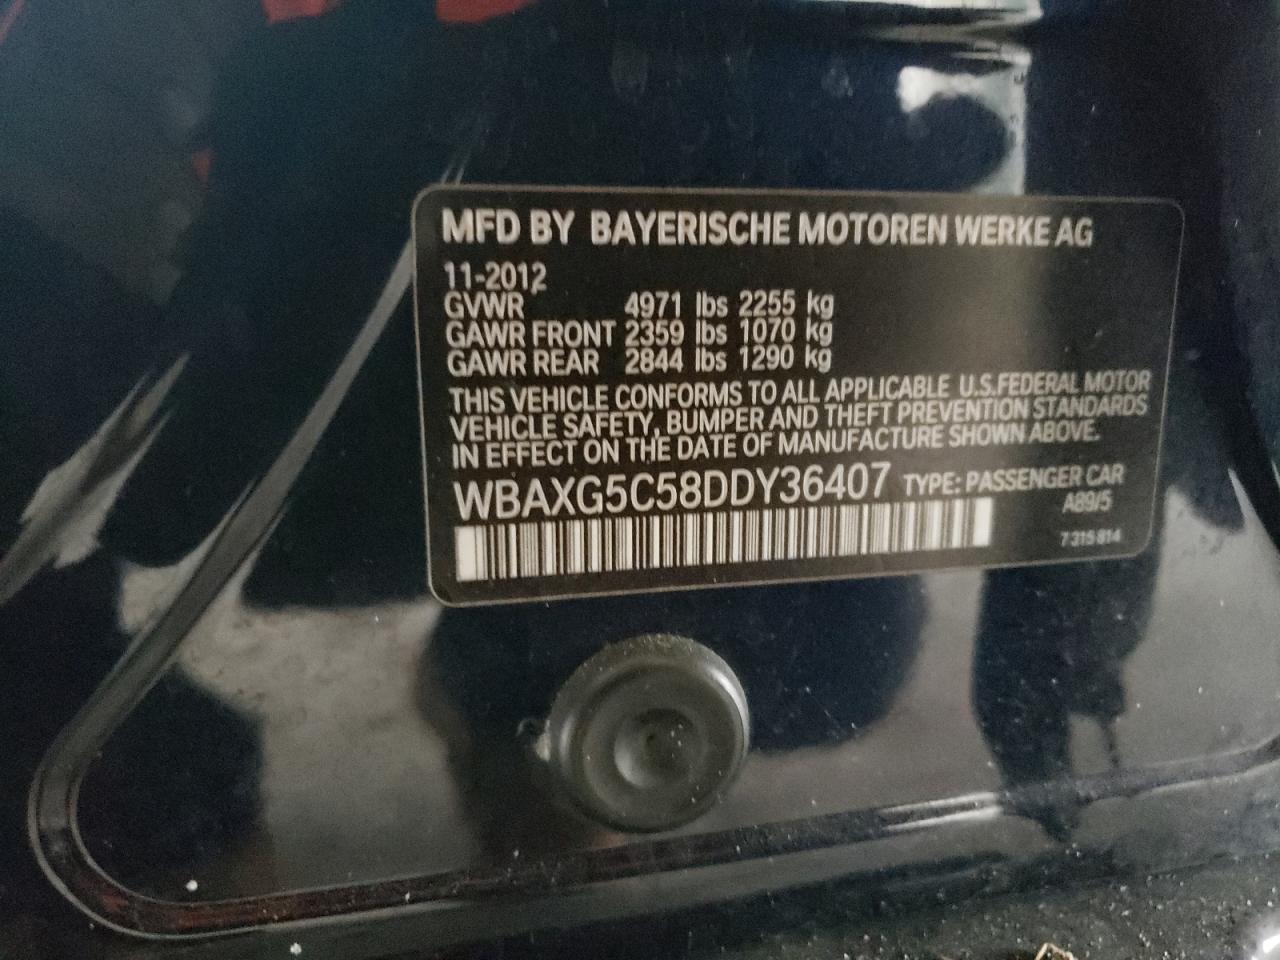 MFD BY BAYERISCHE MOTOREN WERKE AG
11-2012
GVWR 4971 lbs 2255 kg
GAWR FRONT 2359 lbs 1070 kg
GAWR REAR 2844 lbs 1290 kg
THIS VEHICLE CONFORMS TO ALL APPLICABLE U.S.FEDERAL MOTOR
VEHICLE SAFETY, BUMPER AND THEFT PREVENTION STANDARDS
IN EFFECT ON THE DATE OF MANUFACTURE SHOWN ABOVE.
WBAXG5C58DDY36407 TYPE: PASSENGER CAR
A89/5
7 315 814